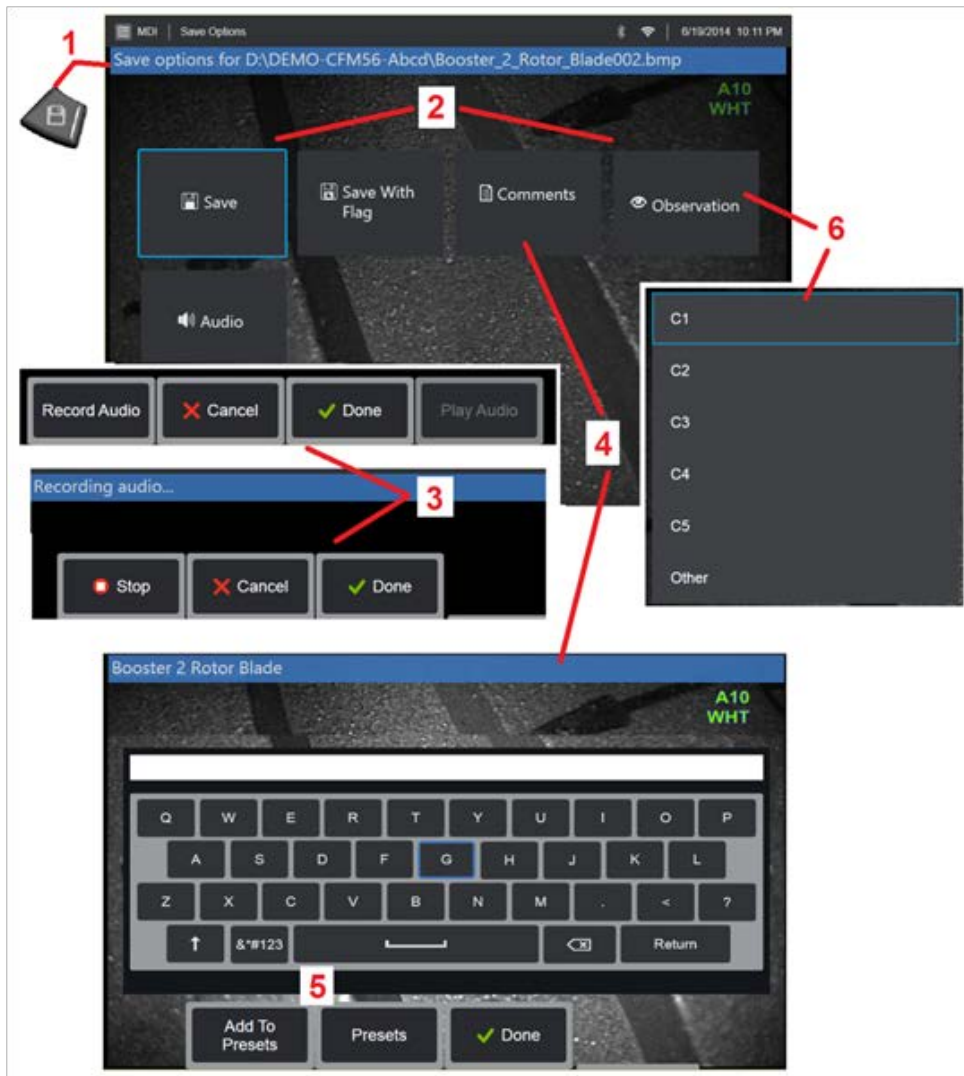 MDI | Save Options 6/19/2014 10:11 PM
1
Save options for D:\DEMO-CFM56-Abcd\Booster_2_Rotor_Blade002.bmp
A10
WHT
2
Save
Save With
Flag
Comments
Observation
6
Audio
C1
C2
C3
C4
C5
Other
Record Audio
Cancel
Done
Play Audio
4
Recording audio...
3
Stop
Cancel
Done
Booster 2 Rotor Blade
A10
WHT
Q W E R T Y U I O P
A S D F G H J K L
Z X C V B N M . < ?
↑ &*#123 Return
5
Add To
Presets
Presets
Done